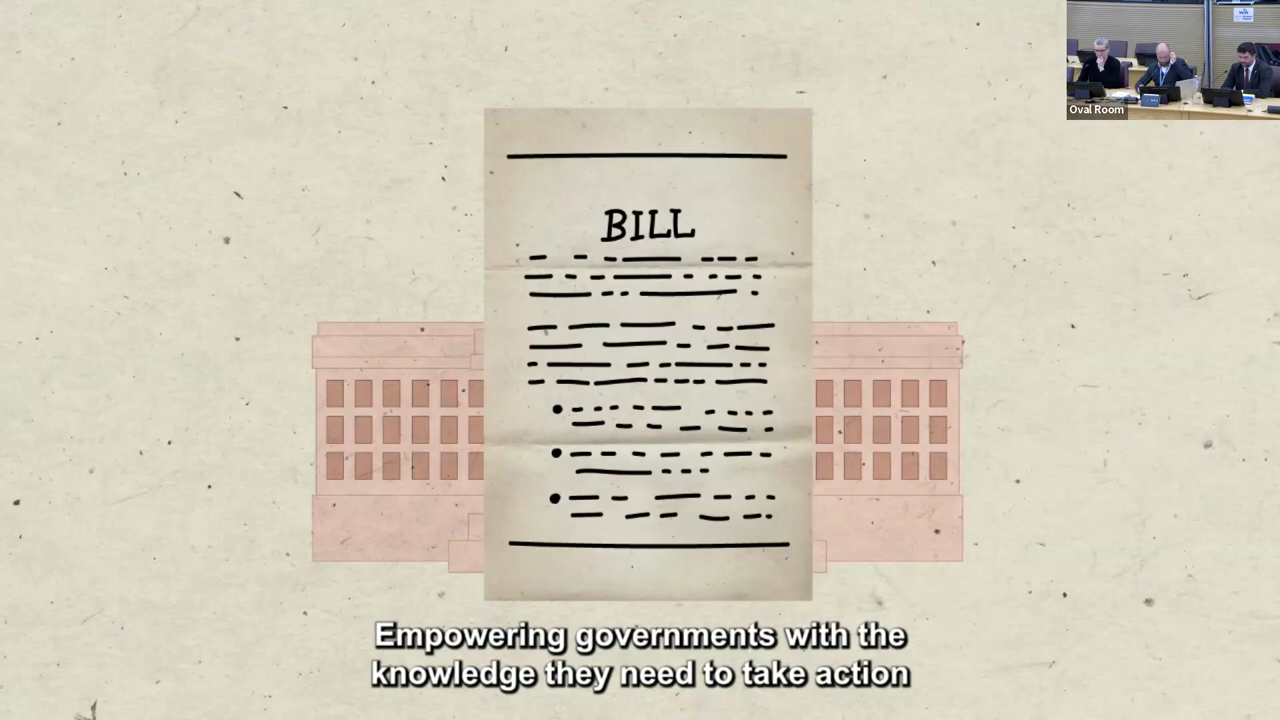 Oval Room
BILL
Empowering governments with the
knowledge they need to take action